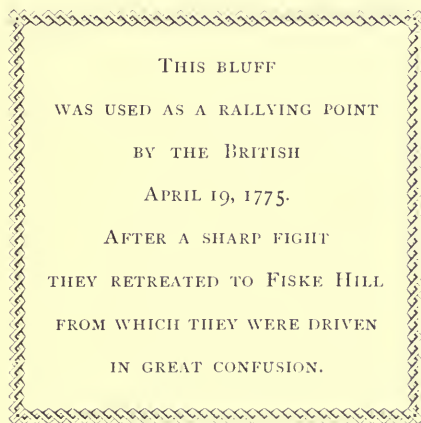 This bluff
was used as a rallying point
by the British
April 19, 1775.
After a sharp fight
they retreated to Fiske Hill
from which they were driven
in great confusion.